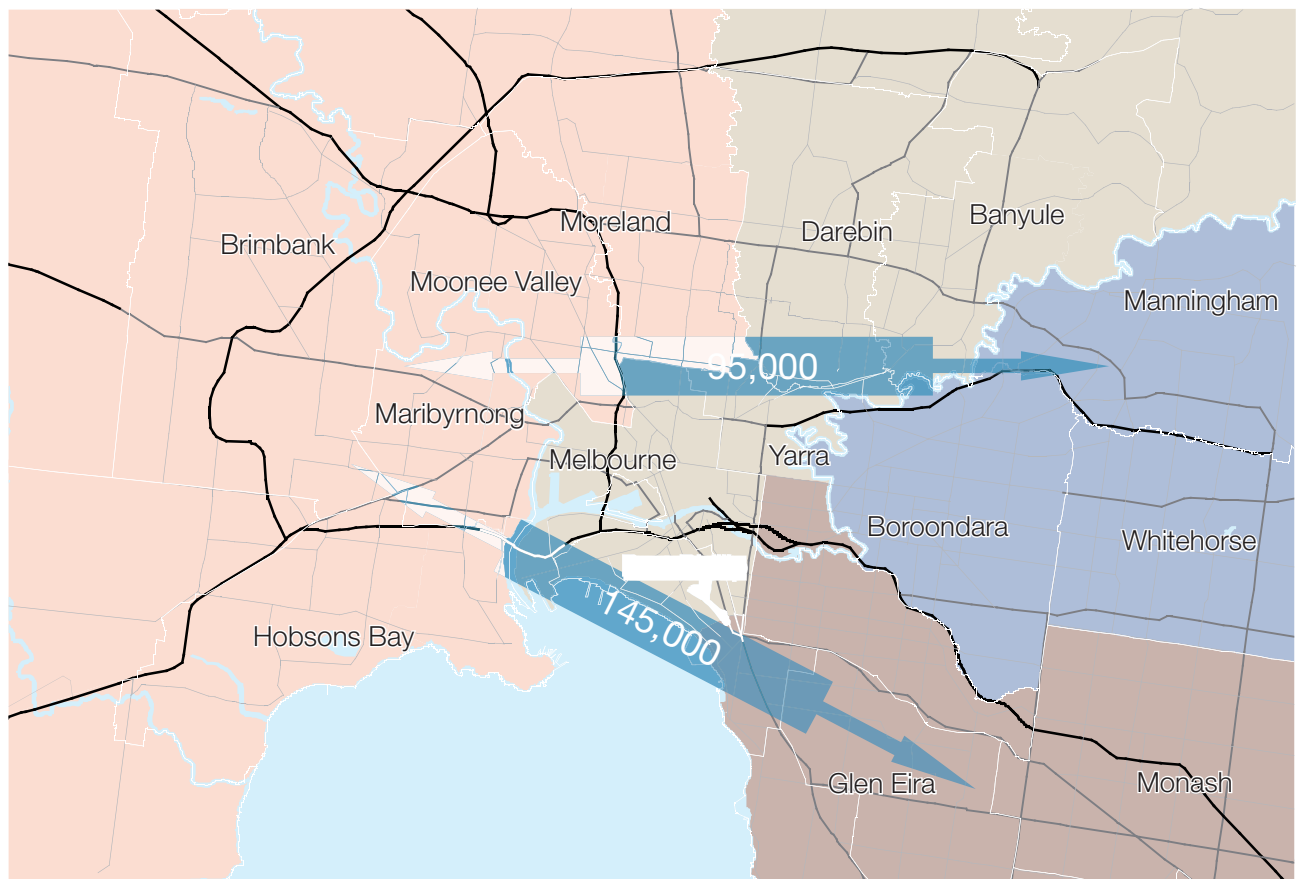 Moreland
Banyule
Darebin
Brimbank
Moonee Valley
Manningham
95,000
Maribyrnong
Melbourne
Yarra
Boroondara
Whitehorse
145,000
Hobsons Bay
Glen Eira
Monash